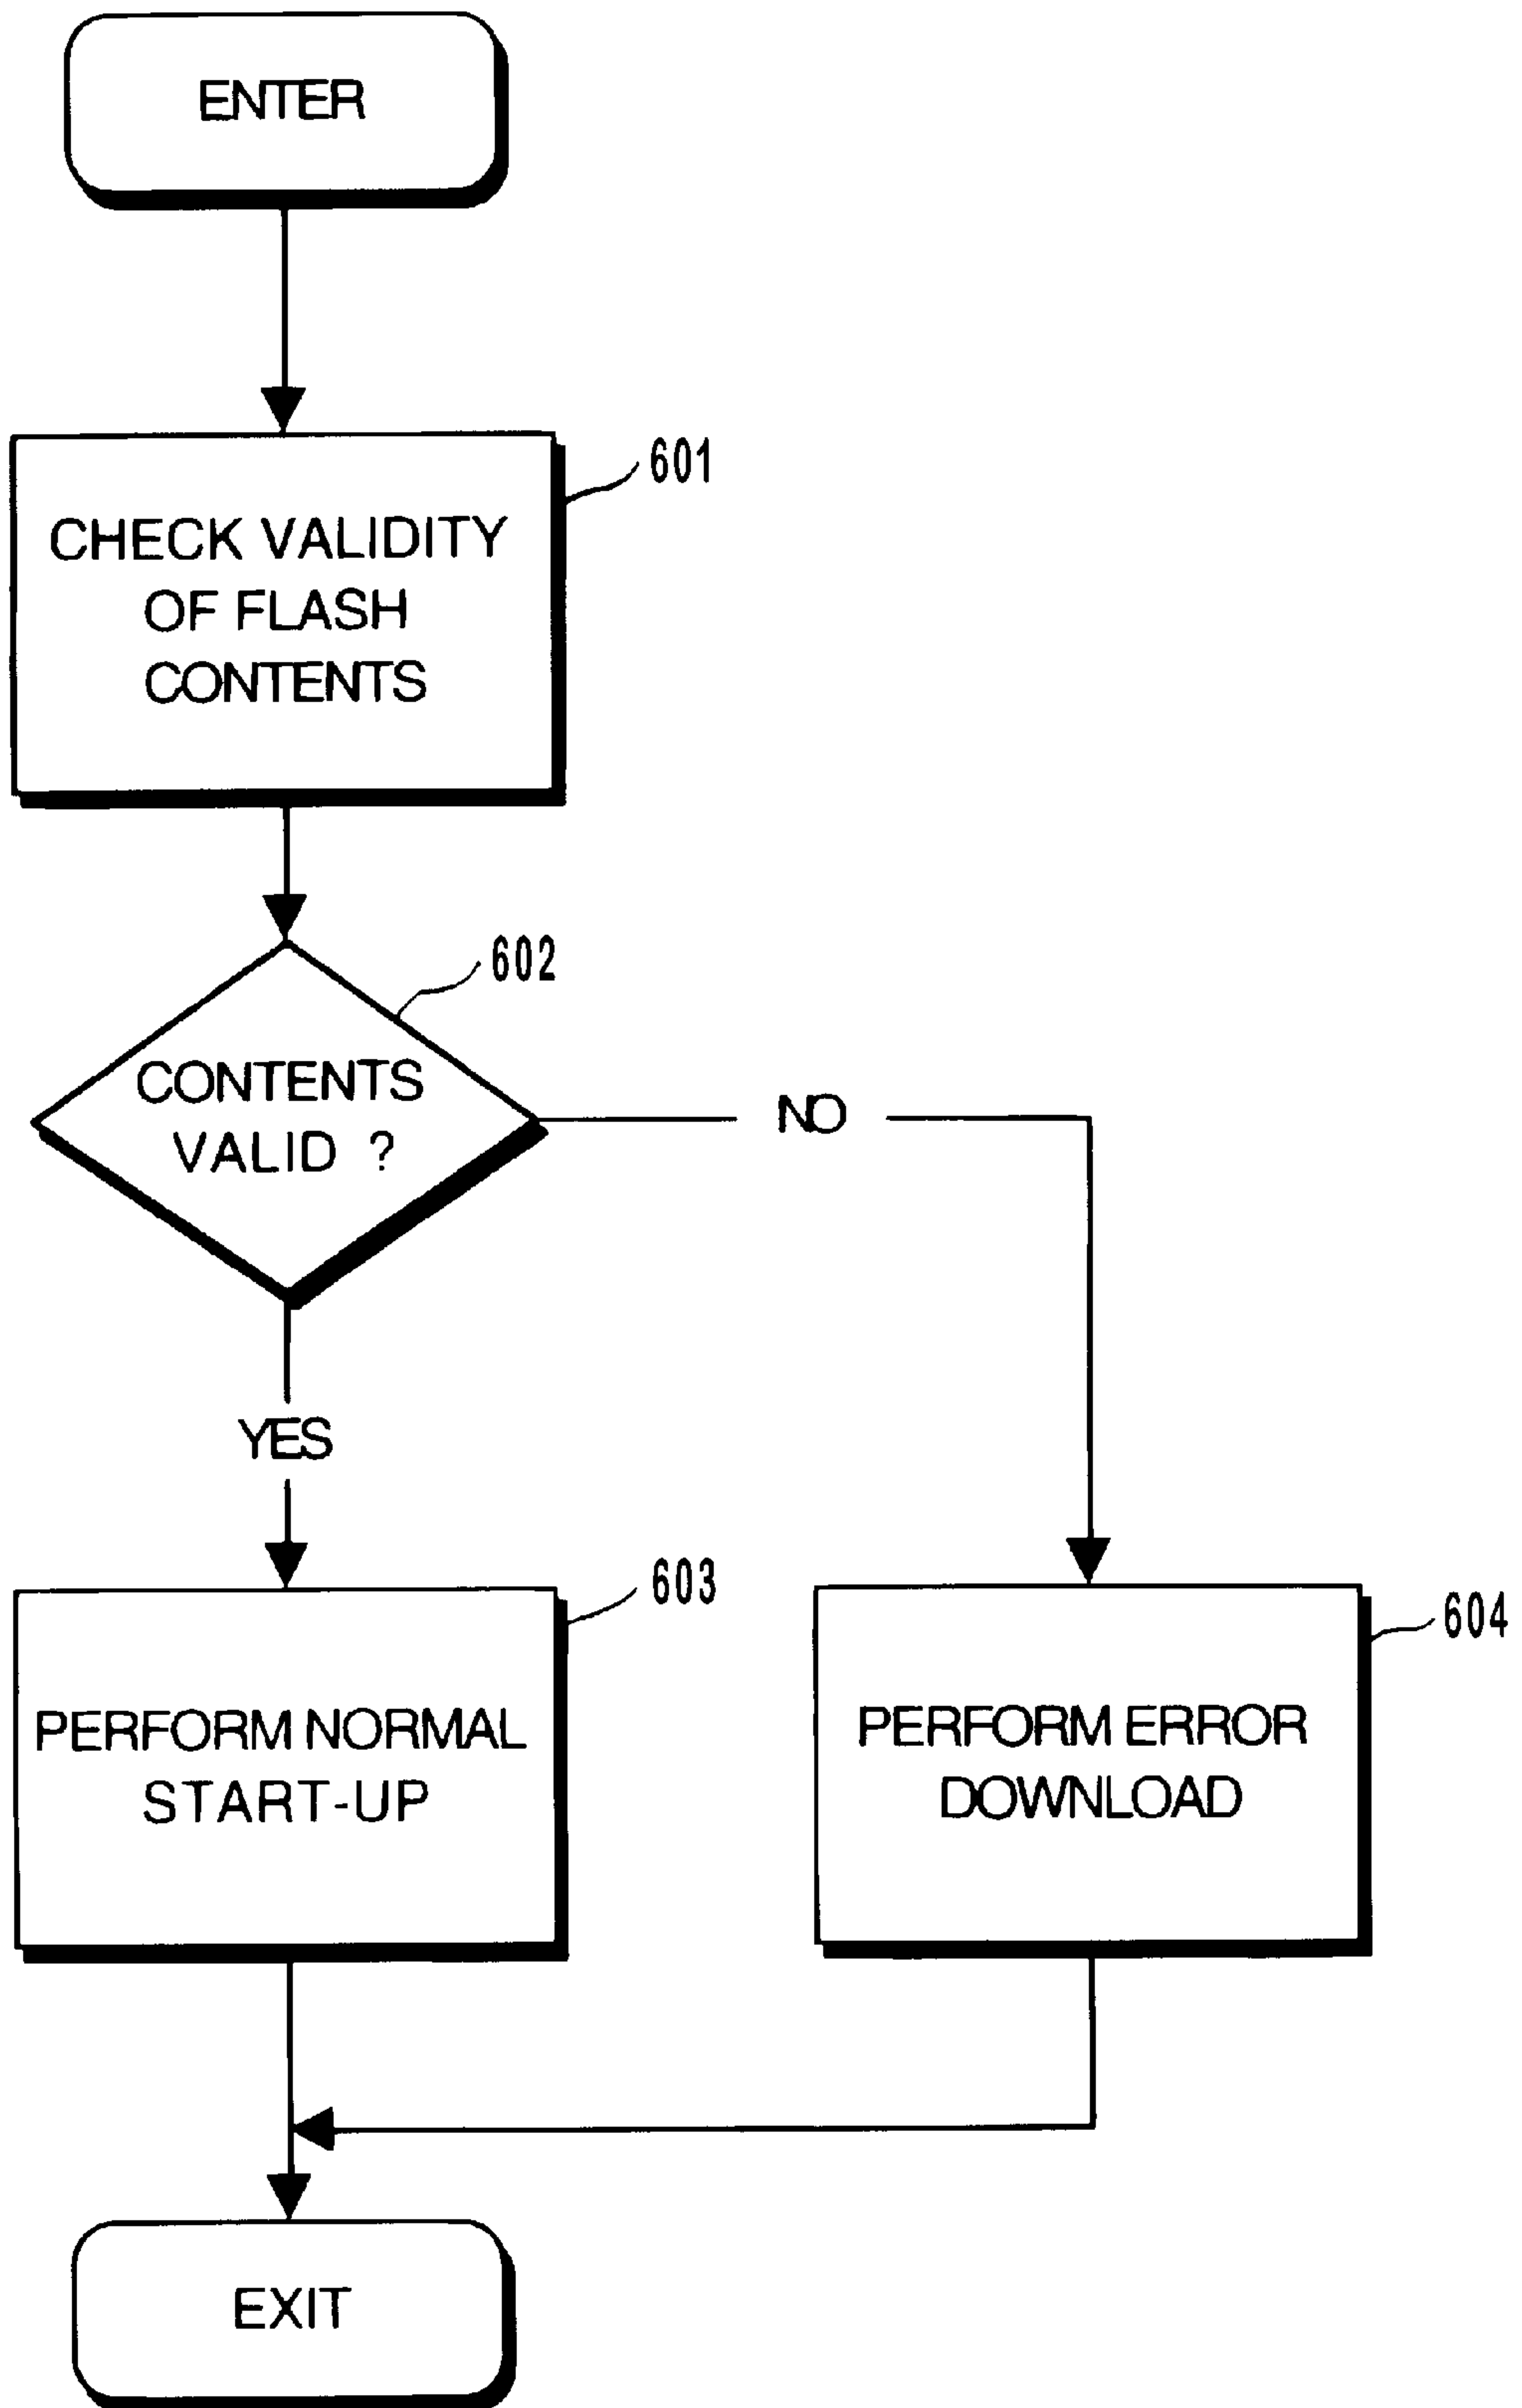 ENTER
601
CHECK VALIDITY
OF FLASH
CONTENTS
602
CONTENTS
VALID ?
NO
YES
603
PERFORM NORMAL
START-UP
604
PERFORM ERROR
DOWNLOAD
EXIT